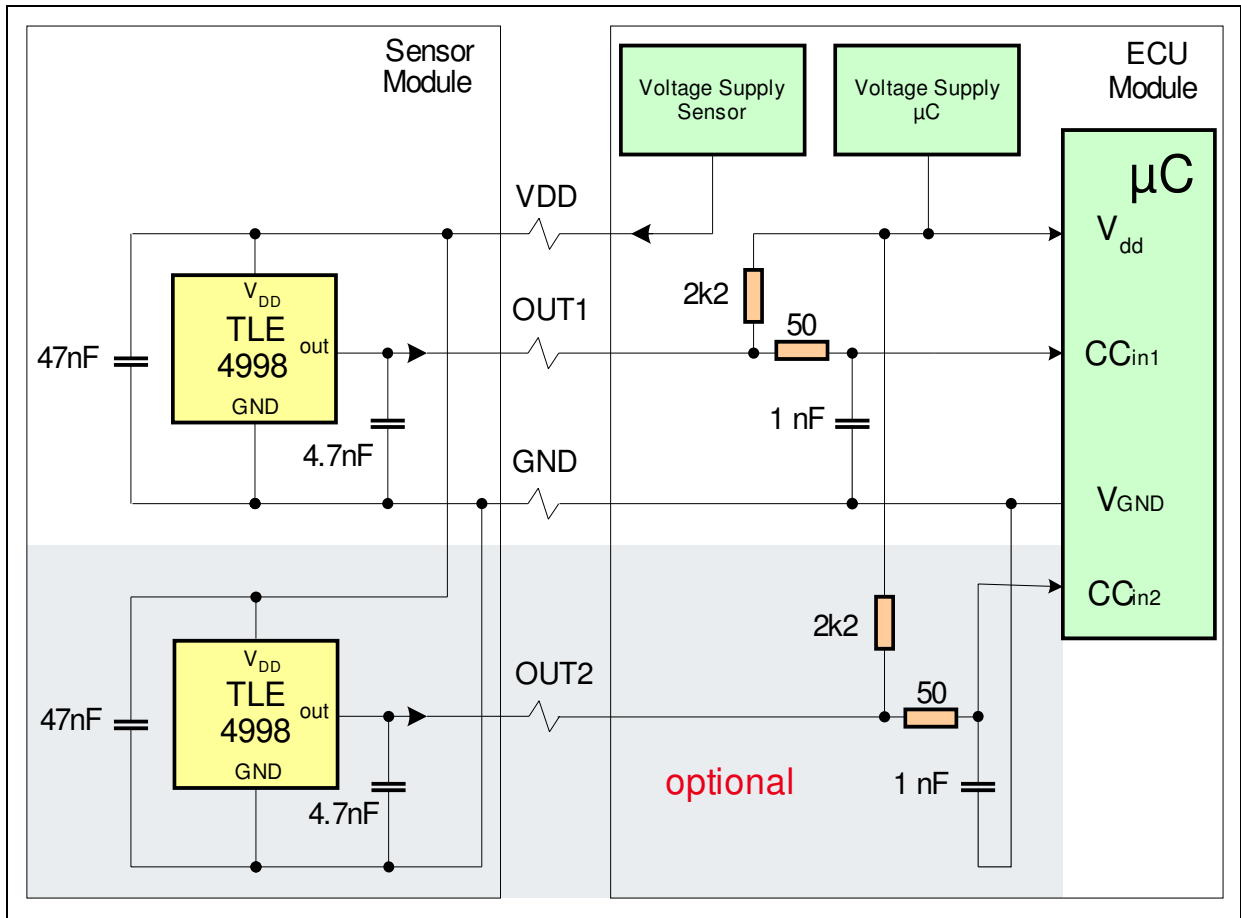 Sensor
Module
ECU
Module
Voltage Supply
Sensor
Voltage Supply
µC
µC
VDD
Vdd
VDD
TLE
4998
out
GND
47nF
4.7nF
OUT1
2k2
50
CCin1
1 nF
GND
VGND
CCin2
VDD
TLE
4998
out
GND
47nF
4.7nF
OUT2
2k2
50
1 nF
optional